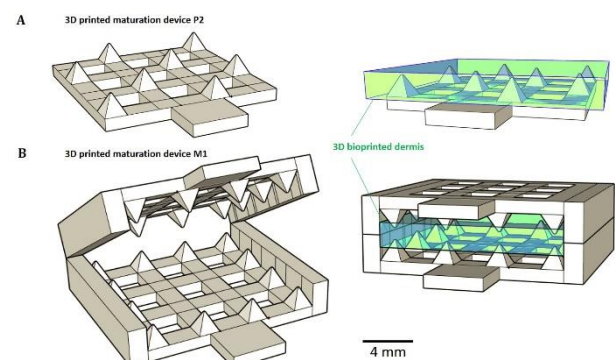 A
3D printed maturation device P2
3D bioprinted dermis
B
3D printed maturation device M1
4 mm